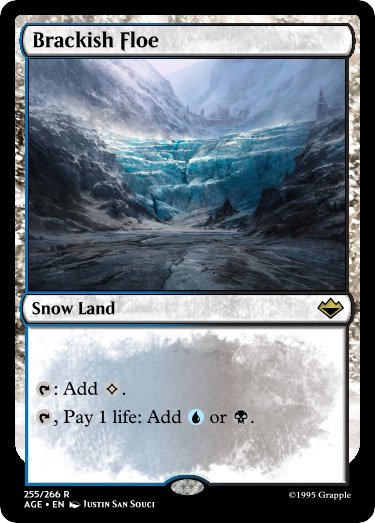 Brackish Floe
Snow Land
: Add .
, Pay 1 life: Add or .
255/266 R
AGE • EN Justin San Souci
©1995 Grapple